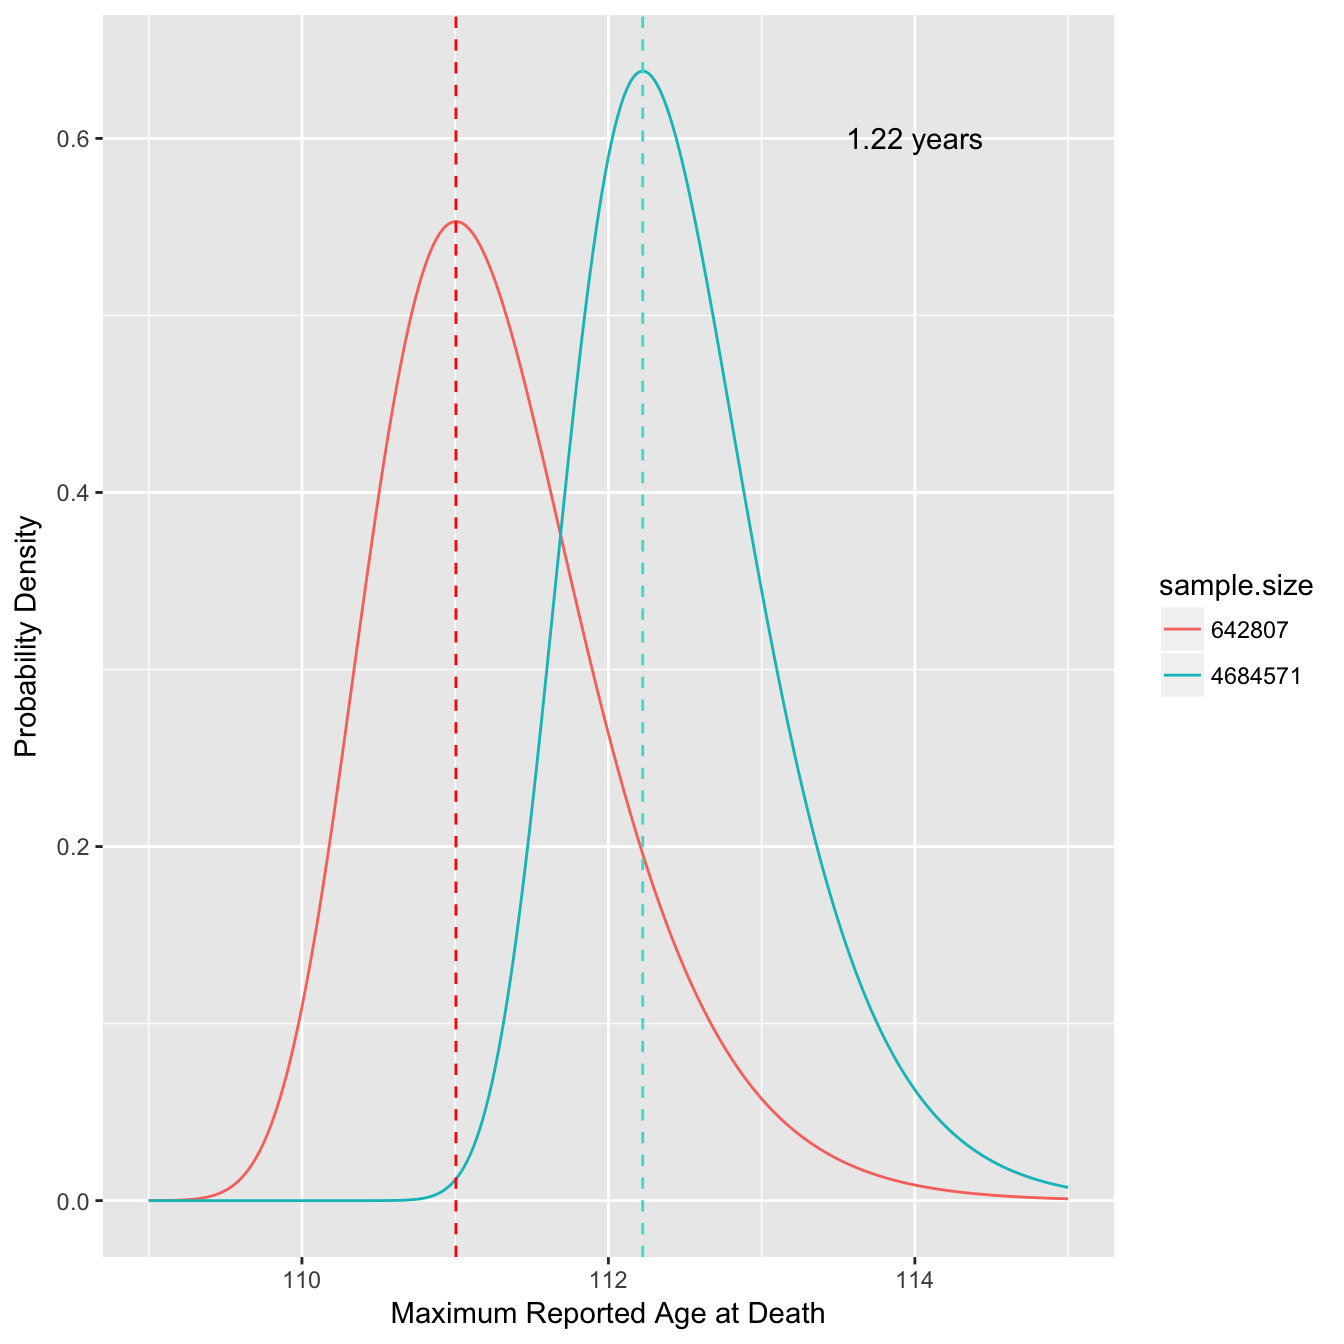 1.22 years
0.6
0.4
0.2
0.0
Probability Density
110
112
114
Maximum Reported Age at Death
sample.size
642807
4684571